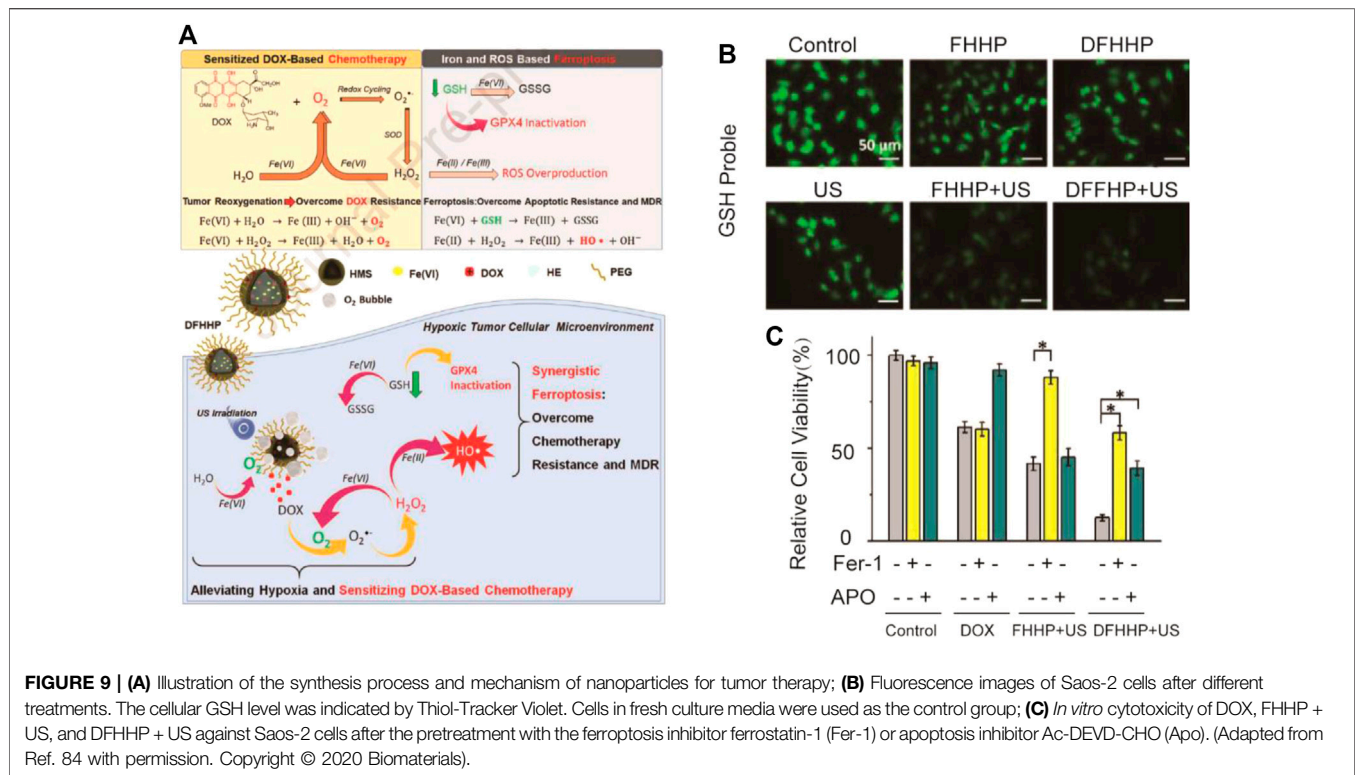 A
Sensitized DOX-Based Chemotherapy
Iron and ROS Based Ferroptosis
DOX
+ O₂
Redox Cycling
O₂•⁻
SOD
Fe(VI)
Fe(VI)
H₂O
H₂O₂
GSH
Fe(VI)
GSSG
GPX4 Inactivation
Fe(II) / Fe(III)
ROS Overproduction
Tumor Reoxygenation Overcome DOX Resistance
Fe(VI) + H₂O → Fe (III) + OH⁻ + O₂
Fe(VI) + H₂O₂ → Fe(III) + H₂O + O₂
Ferroptosis:Overcome Apoptotic Resistance and MDR
Fe(VI) + GSH → Fe(III) + GSSG
Fe(II) + H₂O₂ → Fe(III) + HO • + OH⁻
HMS
Fe(VI)
DOX
HE
PEG
O₂ Bubble
DFHHP
Hypoxic Tumor Cellular Microenvironment
Fe(VI)
GSH
GSSG
GPX4
Inactivation
Synergistic
Ferroptosis:
Overcome
Chemotherapy
Resistance and MDR
US Irradiation
O₂
H₂O
Fe(VI)
DOX
Fe(VI)
Fe(II)
HO•
H₂O₂
O₂
O₂•⁻
Alleviating Hypoxia and Sensitizing DOX-Based Chemotherapy
B
GSH Proble
Control
FHHP
DFHHP
50 µm
US
FHHP+US
DFFHP+US
C
Relative Cell Viability(%)
100
50
0
* * *
Fer-1 - + - - + - - + - - + -
APO - - + - - + - - + - - +
Control DOX FHHP+US DFHHP+US
FIGURE 9 | (A) Illustration of the synthesis process and mechanism of nanoparticles for tumor therapy; (B) Fluorescence images of Saos-2 cells after different
treatments. The cellular GSH level was indicated by Thiol-Tracker Violet. Cells in fresh culture media were used as the control group; (C) In vitro cytotoxicity of DOX, FHHP +
US, and DFHHP + US against Saos-2 cells after the pretreatment with the ferroptosis inhibitor ferrostatin-1 (Fer-1) or apoptosis inhibitor Ac-DEVD-CHO (Apo). (Adapted from
Ref. 84 with permission. Copyright © 2020 Biomaterials).